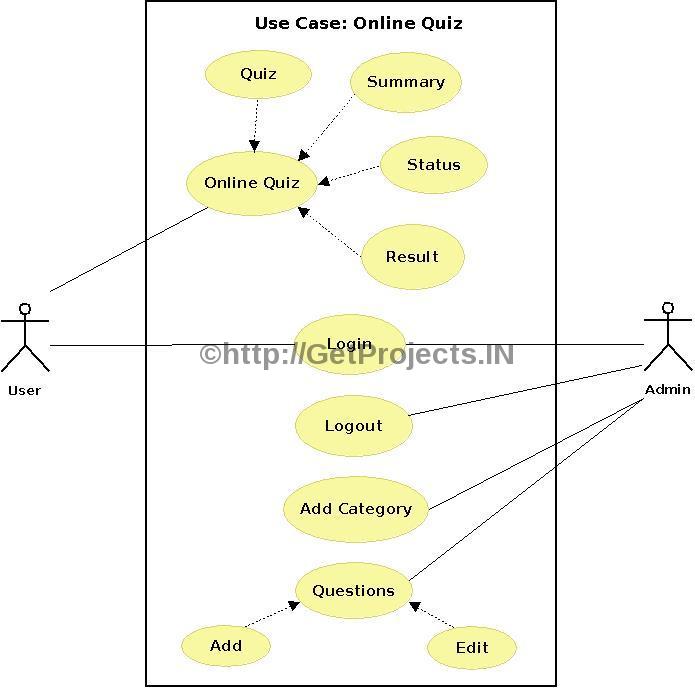 Use Case: Online Quiz
Quiz
Summary
Online Quiz
Status
Result
Login
©http://GetProjects.IN
User
Admin
Logout
Add Category
Questions
Add
Edit